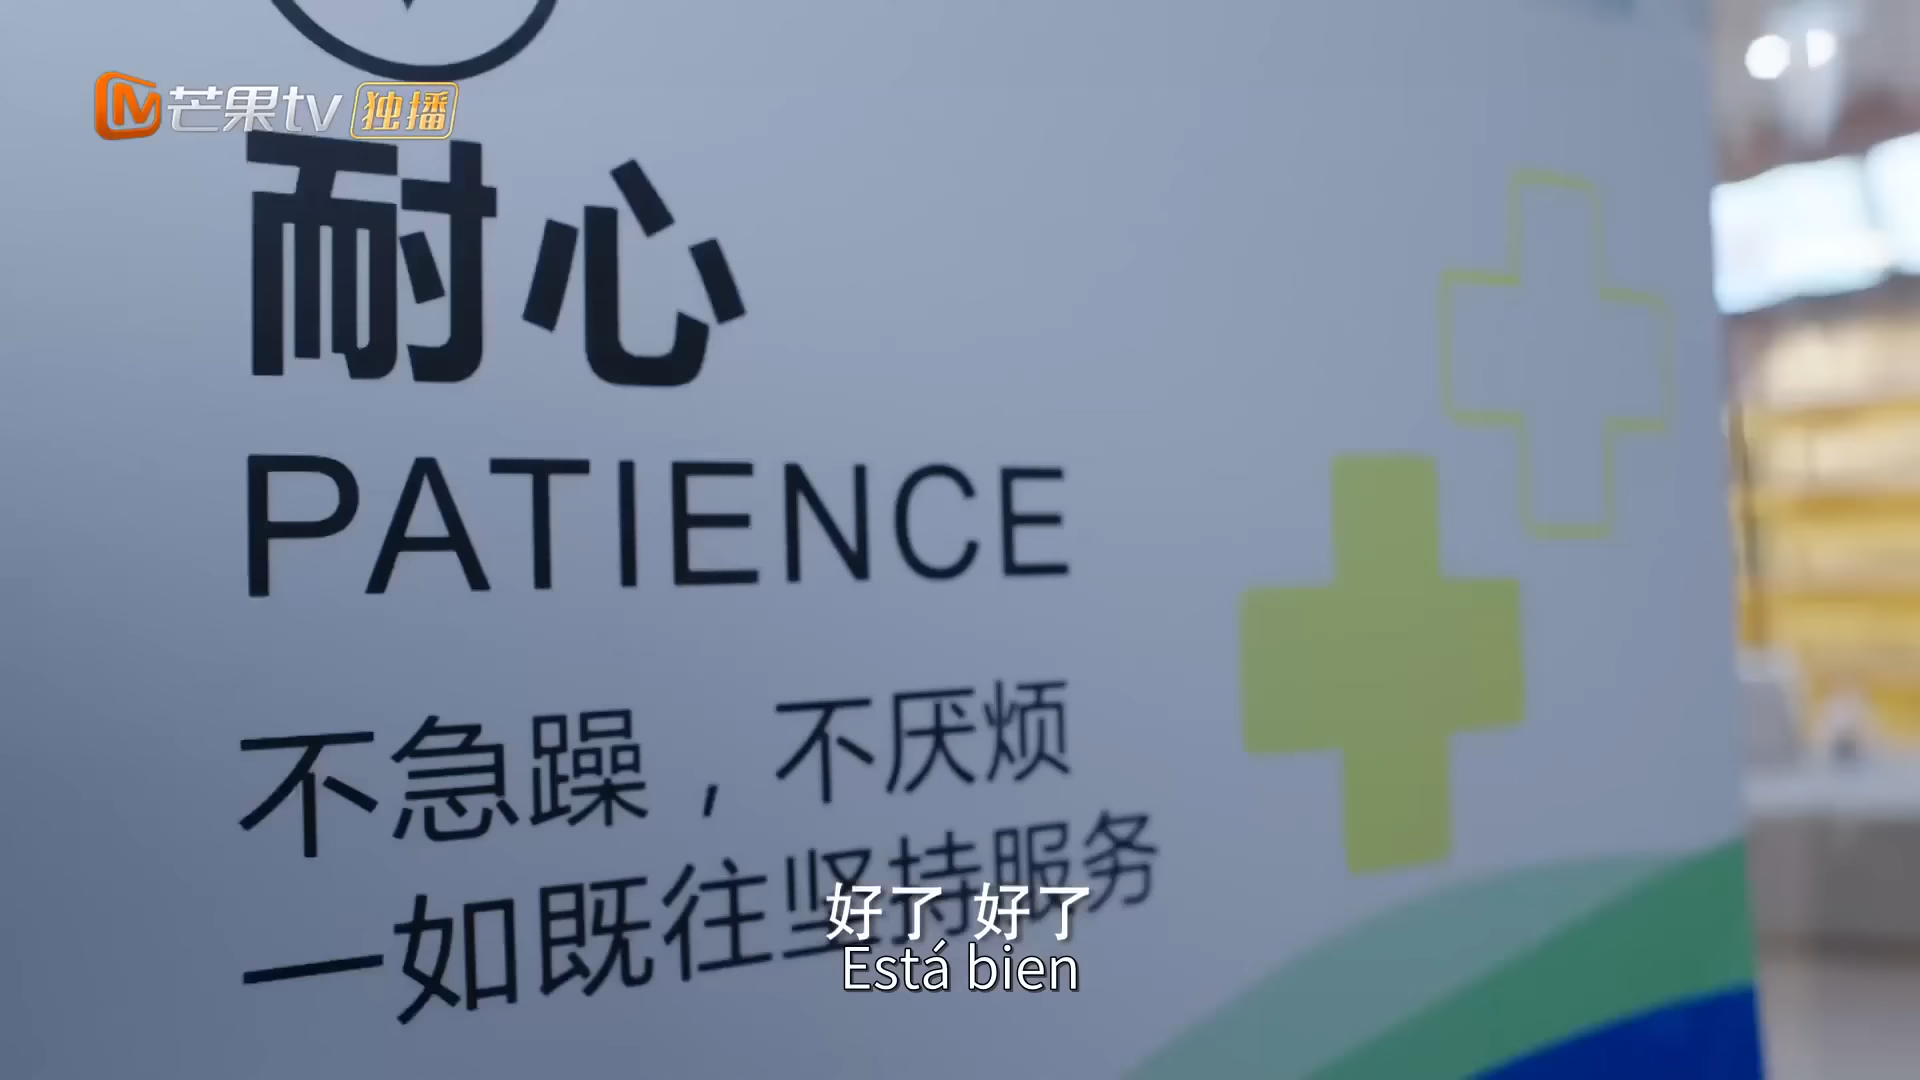 芒果tv 独播
耐心
PATIENCE
不急躁，不厌烦
一如既往坚持服务
好了 好了
Está bien